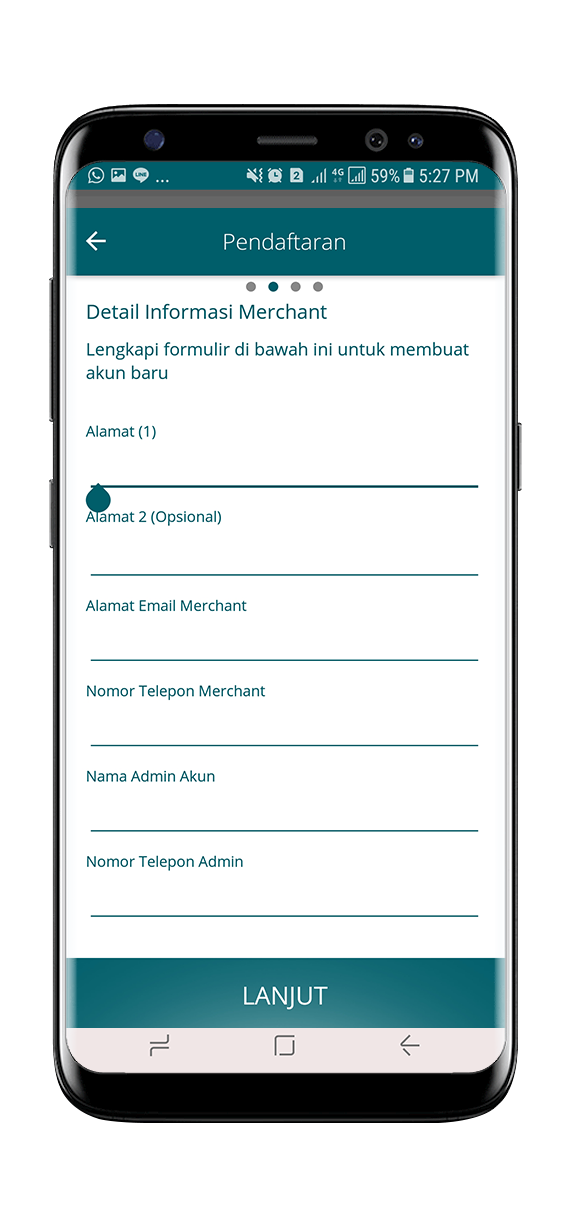 LINE ... 2 4G 59% 5:27 PM
Pendaftaran
Detail Informasi Merchant
Lengkapi formulir di bawah ini untuk membuat
akun baru
Alamat (1)
Alamat 2 (Opsional)
Alamat Email Merchant
Nomor Telepon Merchant
Nama Admin Akun
Nomor Telepon Admin
LANJUT